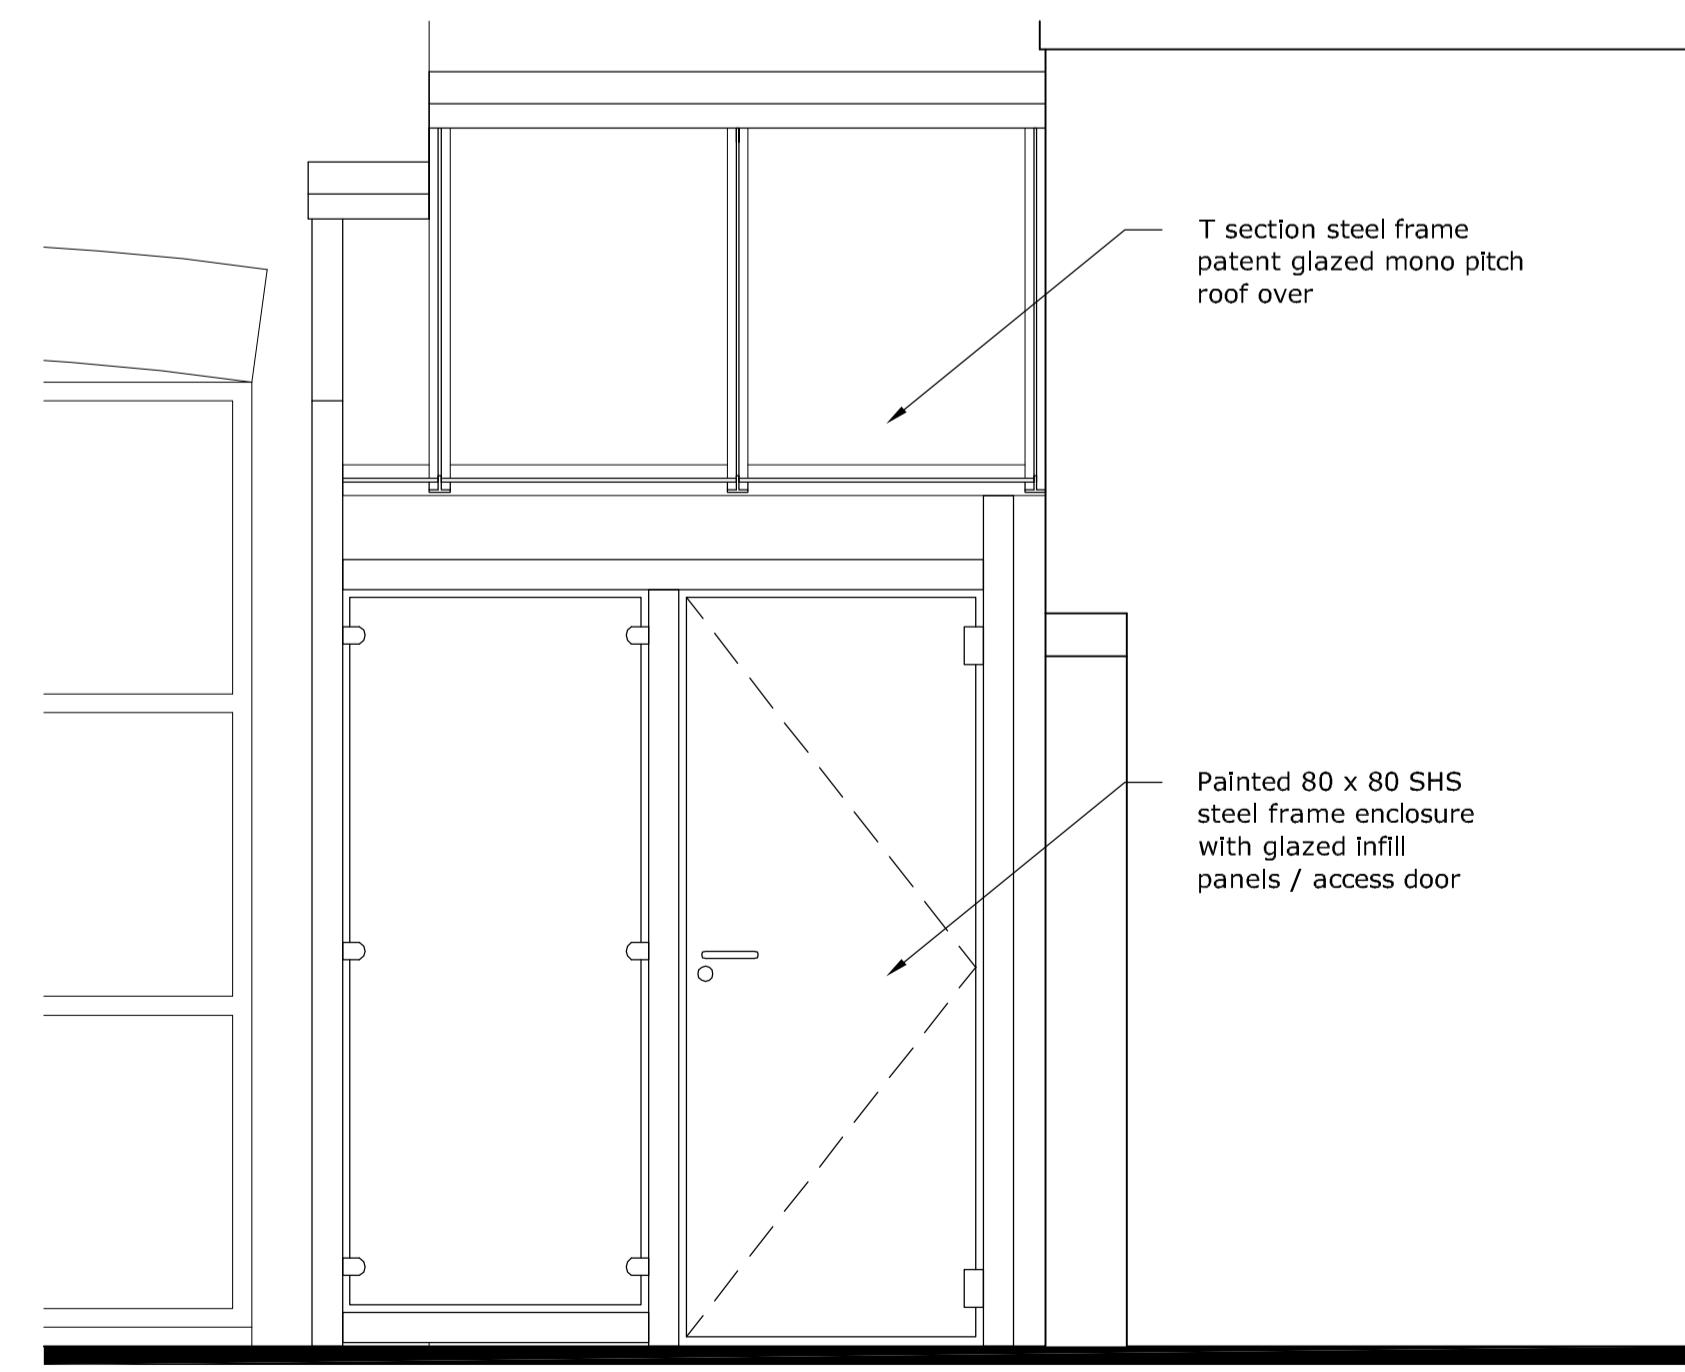 T section steel frame
patent glazed mono pitch
roof over
Painted 80 x 80 SHS
steel frame enclosure
with glazed infill
panels / access door